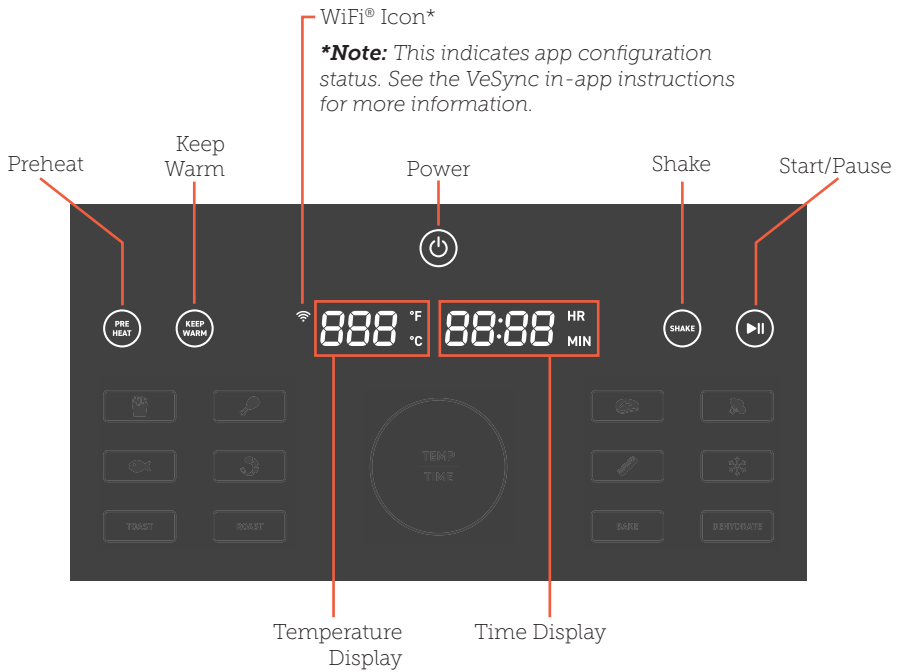 WiFi® Icon*
*Note: This indicates app configuration
status. See the VeSync in-app instructions
for more information.
Preheat
Keep
Warm
Power
Shake
Start/Pause
PRE
HEAT
KEEP
WARM
888 °F
°C
88:88 HR
MIN
SHAKE
TEMP
TIME
TOAST
ROAST
BAKE
DEHYDRATE
Temperature
Display
Time Display